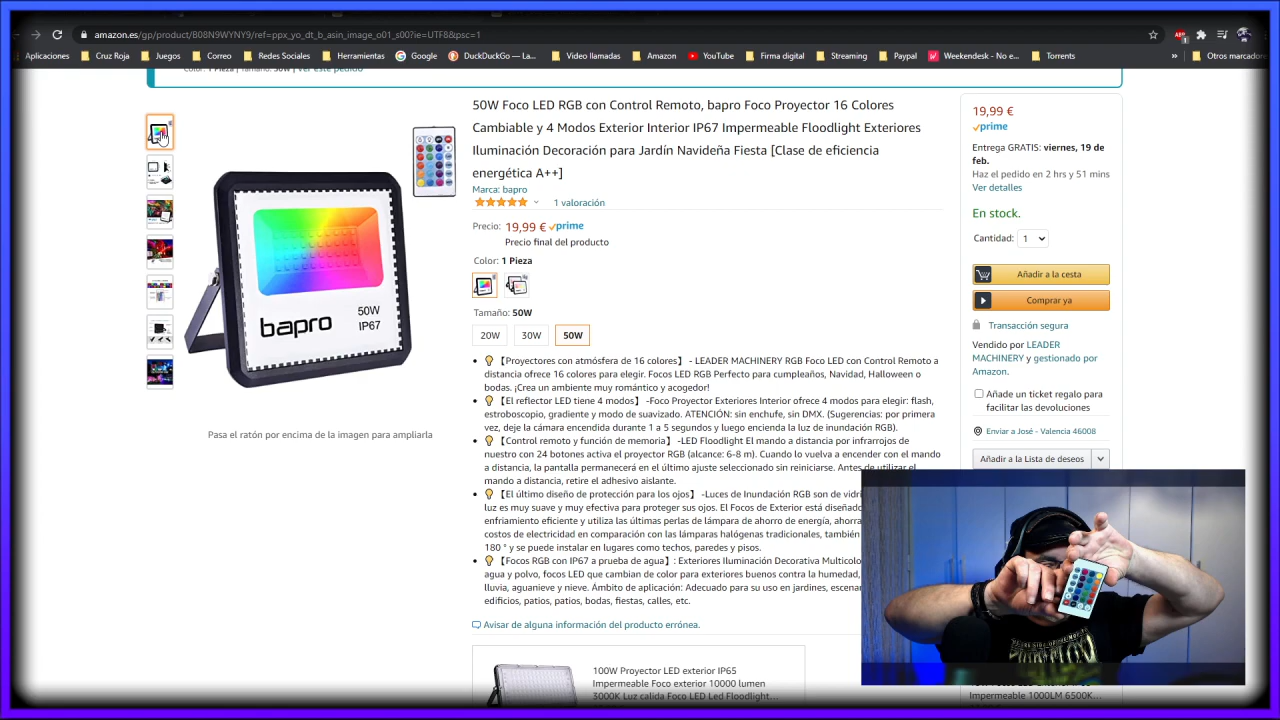 amazon.es/gp/product/B08N9WYNY9/ref=ppx_yo_dt_b_asin_image_o01_s00?ie=UTF8&psc=1
Aplicaciones Cruz Roja Juegos Correo Redes Sociales Herramientas Google DuckDuckGo — La... Video llamadas Amazon YouTube Firma digital Streaming Paypal Weekendesk - No e... Torrents » Otros marcadores
Color: 1 Pieza | Tamaño: 50W | Ver este pedido
50W Foco LED RGB con Control Remoto, bapro Foco Proyector 16 Colores
Cambiable y 4 Modos Exterior Interior IP67 Impermeable Floodlight Exteriores
Iluminación Decoración para Jardín Navideña Fiesta [Clase de eficiencia
energética A++]
Marca: bapro
1 valoración
Precio: 19,99 € prime
Precio final del producto
Color: 1 Pieza
Tamaño: 50W
20W 30W 50W
bapro
50W
IP67
Pasa el ratón por encima de la imagen para ampliarla
• 【Proyectores con atmósfera de 16 colores】 - LEADER MACHINERY RGB Foco LED con Control Remoto a
distancia ofrece 16 colores para elegir. Focos LED RGB Perfecto para cumpleaños, Navidad, Halloween o
bodas. ¡Crea un ambiente muy romántico y acogedor!
• 【El reflector LED tiene 4 modos】 -Foco Proyector Exteriores Interior ofrece 4 modos para elegir: flash,
estroboscopio, gradiente y modo de suavizado. ATENCIÓN: sin enchufe, sin DMX. (Sugerencias: por primera
vez, deje la cámara encendida durante 1 a 5 segundos y luego encienda la luz de inundación RGB).
• 【Control remoto y función de memoria】 -LED Floodlight El mando a distancia por infrarrojos de
nuestro con 24 botones activa el proyector RGB (alcance: 6-8 m). Cuando lo vuelva a encender con el mando
a distancia, la pantalla permanecerá en el último ajuste seleccionado sin reiniciarse. Antes de utilizar el
mando a distancia, retire el adhesivo aislante.
• 【El último diseño de protección para los ojos】 -Luces de Inundación RGB son de vidri
luz es muy suave y muy efectiva para proteger sus ojos. El Focos de Exterior está diseñado
enfriamiento eficiente y utiliza las últimas perlas de lámpara de ahorro de energía, ahorra
costos de electricidad en comparación con las lámparas halógenas tradicionales, también
180 ° y se puede instalar en lugares como techos, paredes y pisos.
• 【Focos RGB con IP67 a prueba de agua】: Exteriores Iluminación Decorativa Multicolo
agua y polvo, focos LED que cambian de color para exteriores buenos contra la humedad,
lluvia, aguanieve y nieve. Ámbito de aplicación: Adecuado para su uso en jardines, escenar
edificios, patios, patios, bodas, fiestas, calles, etc.
Avisar de alguna información del producto errónea.
100W Proyector LED exterior IP65
Impermeable Foco exterior 10000 lumen
3000K Luz calida Foco LED Led Floodlight...
19,99 €
prime
Entrega GRATIS: viernes, 19 de
feb.
Haz el pedido en 2 hrs y 51 mins
Ver detalles
En stock.
Cantidad: 1
Añadir a la cesta
Comprar ya
Transacción segura
Vendido por LEADER
MACHINERY y gestionado por
Amazon.
Añade un ticket regalo para
facilitar las devoluciones
Enviar a José - Valencia 46008
Añadir a la Lista de deseos
Impermeable 1000LM 6500K...